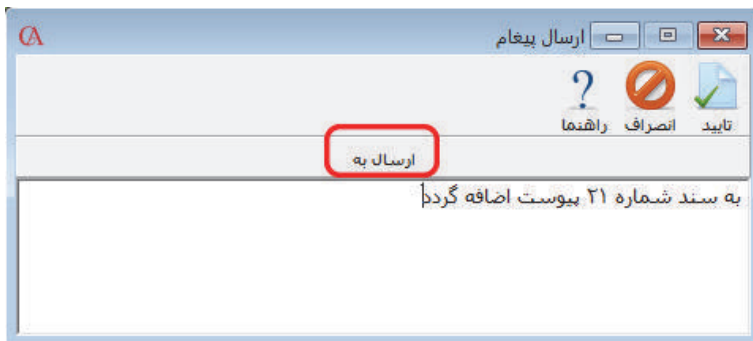 ارسال پیغام
تایید انصراف راهنما
ارسال به
به سند شماره ۲۱ پیوست اضافه گردد